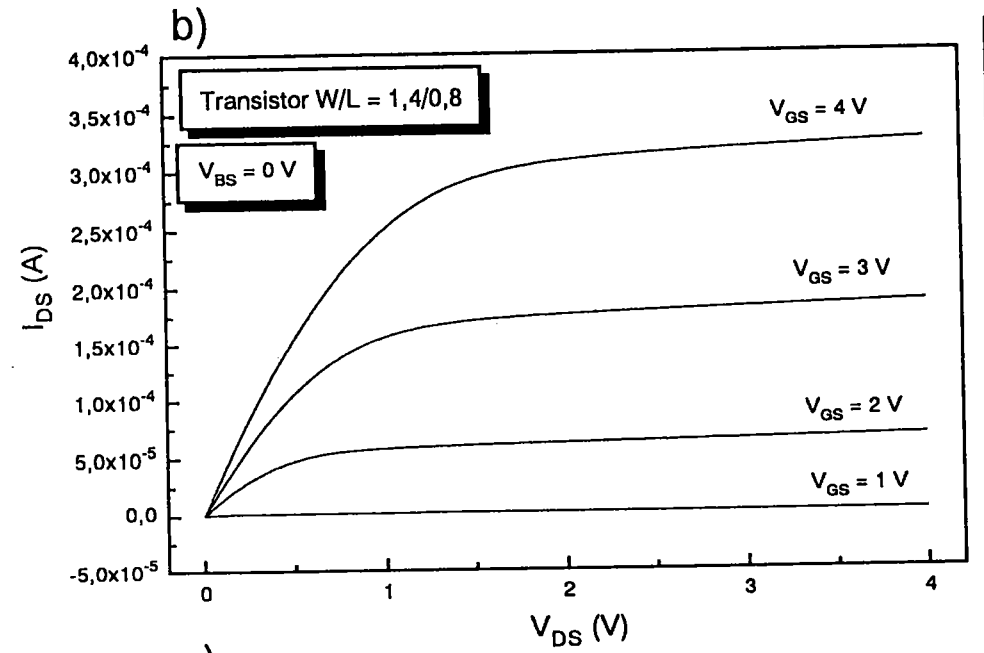 b)
4,0x10⁻⁴
3,5x10⁻⁴
3,0x10⁻⁴
2,5x10⁻⁴
2,0x10⁻⁴
1,5x10⁻⁴
1,0x10⁻⁴
5,0x10⁻⁵
0,0
-5,0x10⁻⁵
I_DS (A)
Transistor W/L = 1,4/0,8
V_BS = 0 V
V_GS = 4 V
V_GS = 3 V
V_GS = 2 V
V_GS = 1 V
0 1 2 3 4
V_DS (V)